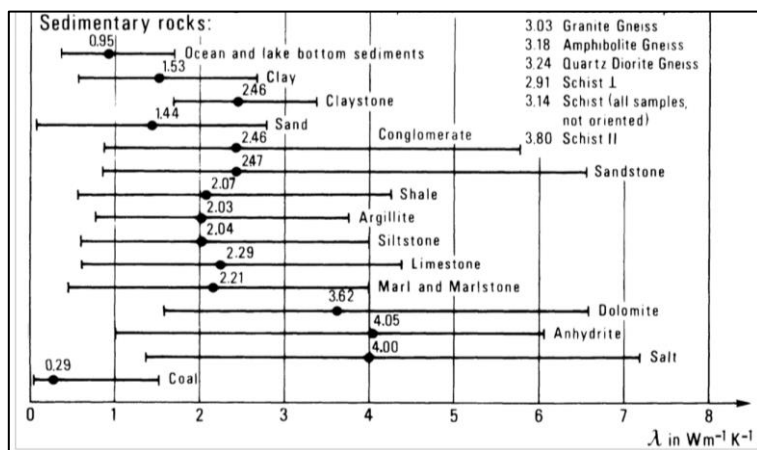 Sedimentary rocks:
0.95
Ocean and lake bottom sediments
1.53
Clay
2.46
Claystone
1.44
Sand
2.46
Conglomerate
247
Sandstone
2.07
Shale
2.03
Argillite
2.04
Siltstone
2.29
Limestone
2.21
Marl and Marlstone
3.62
Dolomite
4.05
Anhydrite
4.00
Salt
0.29
Coal
3.03 Granite Gneiss
3.18 Amphibolite Gneiss
3.24 Quartz Diorite Gneiss
2.91 Schist ⊥
3.14 Schist (all samples,
not oriented)
3.80 Schist ||
0 1 2 3 4 5 6 7 8
λ in Wm⁻¹ K⁻¹